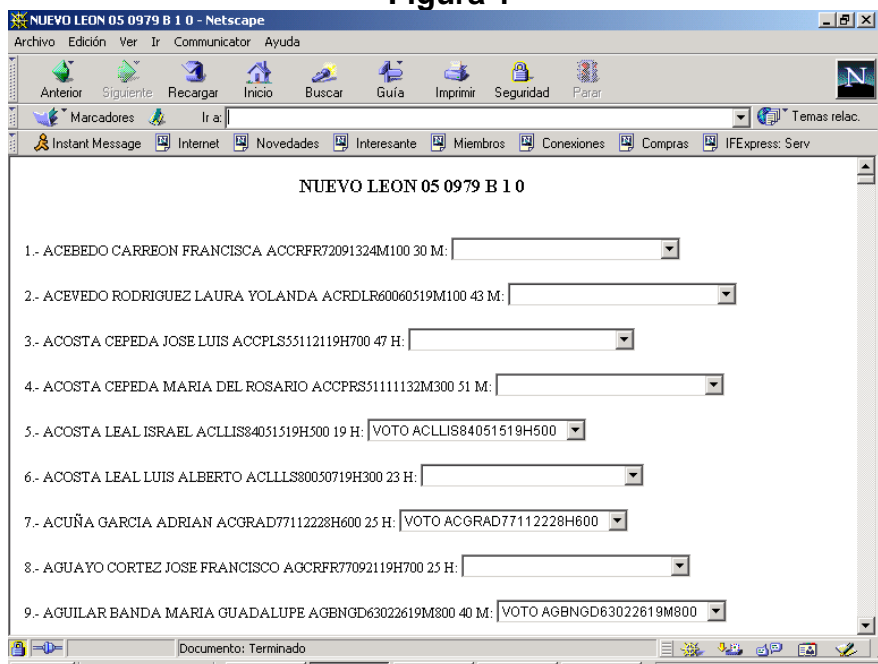 Figura 1
NUEVO LEON 05 0979 B 1 0 - Netscape
Archivo Edición Ver Ir Communicator Ayuda
Anterior Siguiente Recargar Inicio Buscar Guía Imprimir Seguridad Parar
N
Marcadores Ir a: Temas relac.
Instant Message Internet Novedades Interesante Miembros Conexiones Compras IFExpress: Serv
NUEVO LEON 05 0979 B 1 0
1.- ACEBEDO CARREON FRANCISCA ACCRFR72091324M100 30 M:
2.- ACEVEDO RODRIGUEZ LAURA YOLANDA ACRDLR60060519M100 43 M:
3.- ACOSTA CEPEDA JOSE LUIS ACCPLS55112119H700 47 H:
4.- ACOSTA CEPEDA MARIA DEL ROSARIO ACCPRS51111132M300 51 M:
5.- ACOSTA LEAL ISRAEL ACLLIS84051519H500 19 H: VOTO ACLLIS84051519H500
6.- ACOSTA LEAL LUIS ALBERTO ACLLLS80050719H300 23 H:
7.- ACUÑA GARCIA ADRIAN ACGRAD77112228H600 25 H: VOTO ACGRAD77112228H600
8.- AGUAYO CORTEZ JOSE FRANCISCO AGCRFR77092119H700 25 H:
9.- AGUILAR BANDA MARIA GUADALUPE AGBNGD63022619M800 40 M: VOTO AGBNGD63022619M800
Documento: Terminado